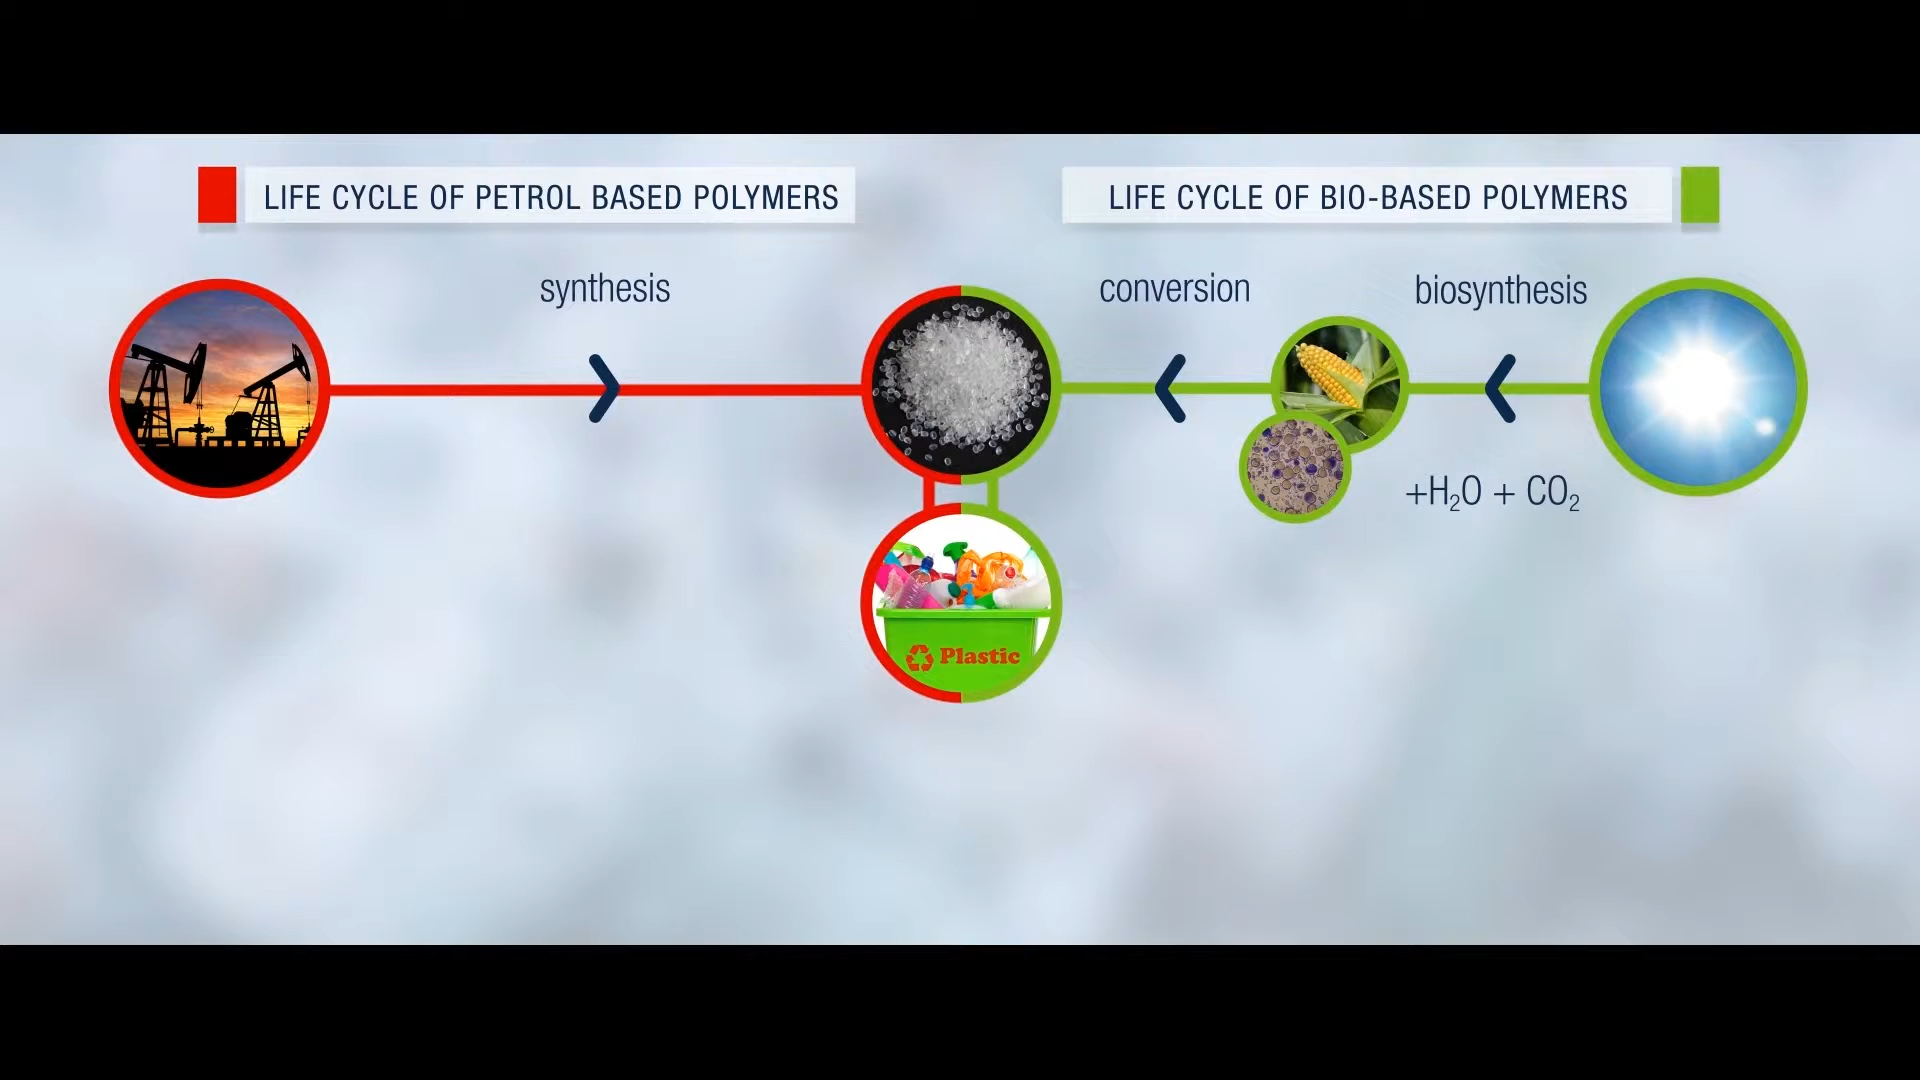 LIFE CYCLE OF PETROL BASED POLYMERS
LIFE CYCLE OF BIO-BASED POLYMERS
synthesis
conversion
biosynthesis
+H₂O + CO₂
Plastic